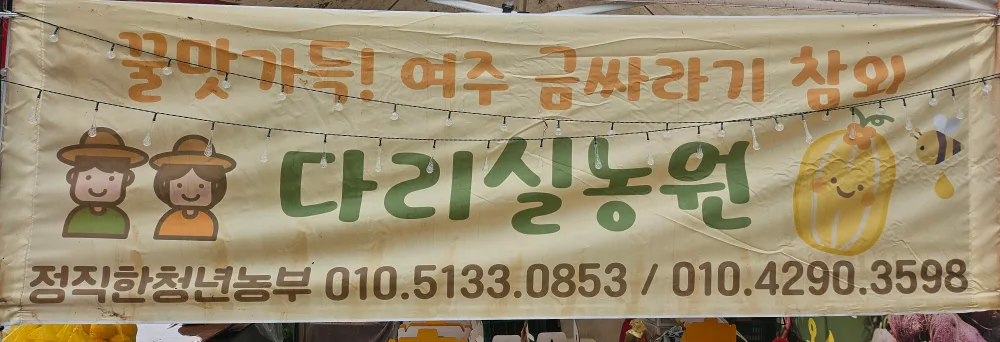 꿀맛가득! 여주 금싸라기 참외
다리실농원
정직한청년농부 010.5133.0853 / 010.4290.3598